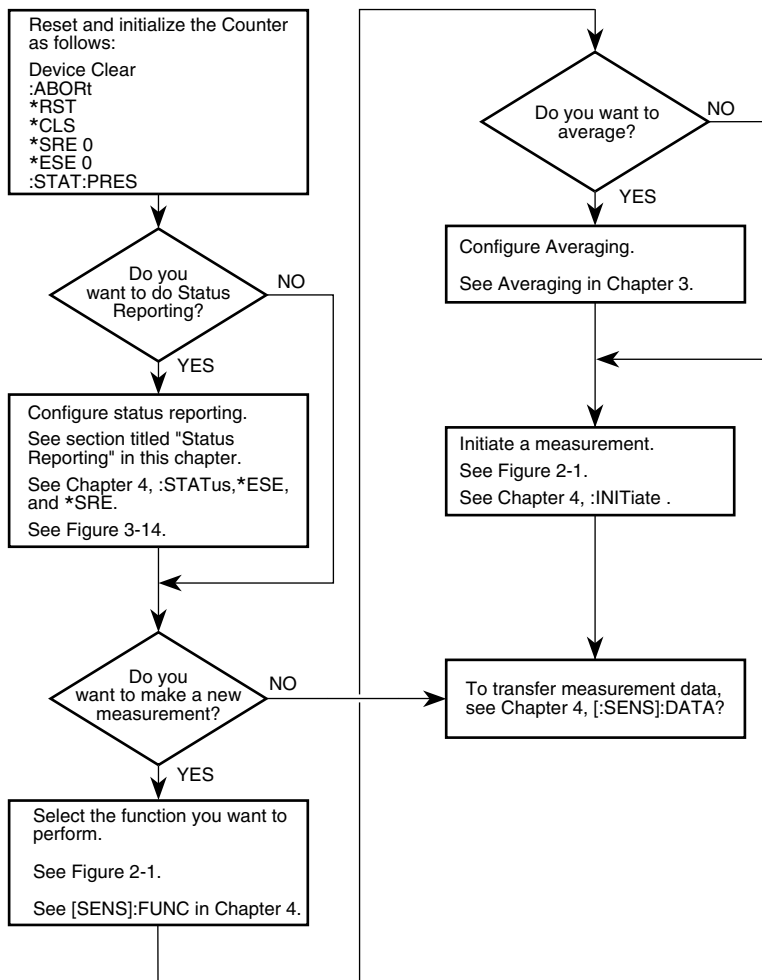 Reset and initialize the Counter
as follows:
Device Clear
:ABORt
*RST
*CLS
*SRE 0
*ESE 0
:STAT:PRES
Do you
want to do Status
Reporting?
NO
YES
Configure status reporting.
See section titled "Status
Reporting" in this chapter.
See Chapter 4, :STATus,*ESE,
and *SRE.
See Figure 3-14.
Do you
want to make a new
measurement?
NO
YES
Select the function you want to
perform.
See Figure 2-1.
See [SENS]:FUNC in Chapter 4.
Do you want to
average?
NO
YES
Configure Averaging.
See Averaging in Chapter 3.
Initiate a measurement.
See Figure 2-1.
See Chapter 4, :INITiate .
To transfer measurement data,
see Chapter 4, [:SENS]:DATA?